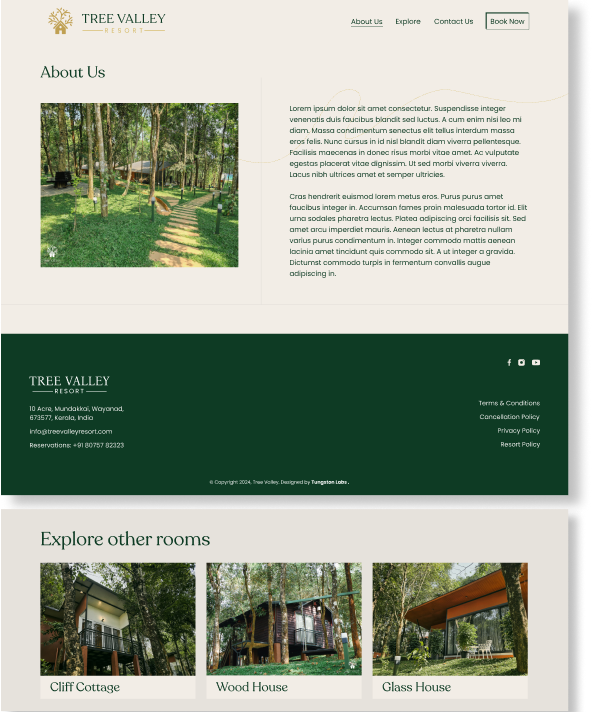 TREE VALLEY
RESORT
About Us
Explore
Contact Us
Book Now
About Us
Lorem ipsum dolor sit amet consectetur. Suspendisse integer
venenatis duis faucibus blandit sed luctus. A cum enim nisi leo mi
diam. Massa condimentum senectus elit tellus interdum massa
eros felis. Nunc cursus in id nisl blandit diam viverra pellentesque.
Facilisis maecenas in donec risus morbi vitae amet. Ac vulputate
egestas placerat vitae dignissim. Ut sed morbi viverra viverra.
Lacus nibh ultrices amet et semper ultricies.
Cras hendrerit euismod lorem metus eros. Purus purus amet
faucibus integer in. Accumsan fames proin malesuada tortor id. Elit
urna sodales pharetra lectus. Platea adipiscing orci facilisis sit. Sed
amet arcu imperdiet mauris. Aenean lectus at pharetra nullam
varius purus condimentum in. Integer commodo mattis aenean
lacinia amet tincidunt quis commodo sit. A ut integer a gravida.
Dictumst commodo turpis in fermentum convallis augue
adipiscing in.
TREE VALLEY
RESORT
10 Acre, Mundakkai, Wayanad,
673577, Kerala, India
info@treevalleyresort.com
Reservations: +91 80757 82323
Terms & Conditions
Cancellation Policy
Privacy Policy
Resort Policy
© Copyright 2024, Tree Valley. Designed by Tungston Labs .
Explore other rooms
Cliff Cottage
Wood House
Glass House